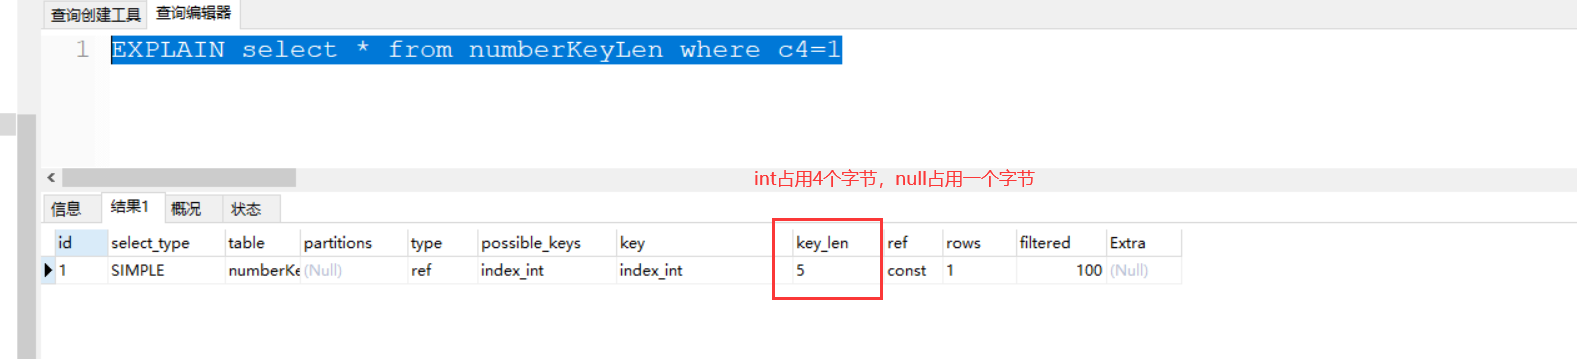 查询创建工具 查询编辑器
1 EXPLAIN select * from numberKeyLen where c4=1
int占用4个字节，null占用一个字节
信息 结果1 概况 状态
id select_type table partitions type possible_keys key key_len ref rows filtered Extra
1 SIMPLE numberKe (Null) ref index_int index_int 5 const 1 100 (Null)